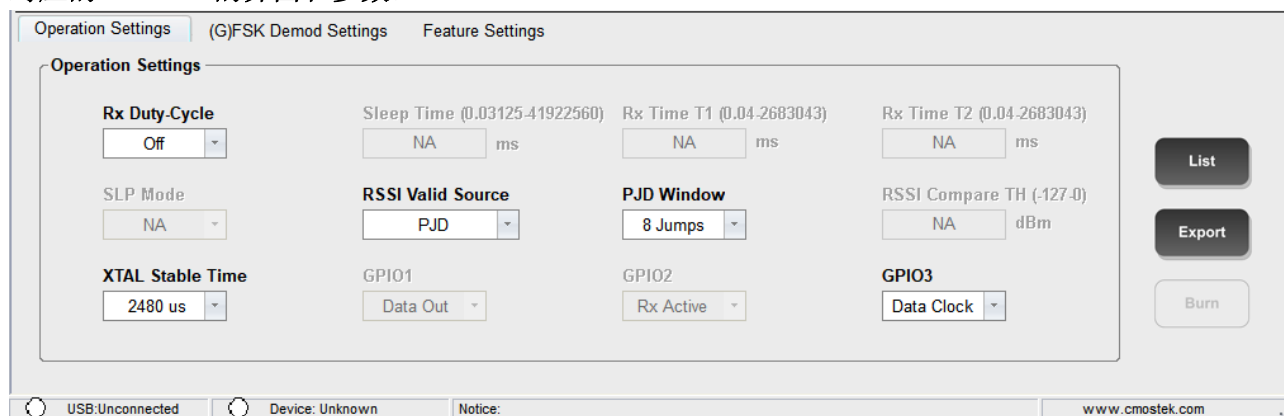 Operation Settings (G)FSK Demod Settings Feature Settings
Operation Settings
Rx Duty-Cycle Sleep Time (0.03125-41922560) Rx Time T1 (0.04-2683043) Rx Time T2 (0.04-2683043)
Off NA ms NA ms NA ms
List
SLP Mode RSSI Valid Source PJD Window RSSI Compare TH (-127-0)
NA PJD 8 Jumps NA dBm
Export
XTAL Stable Time GPIO1 GPIO2 GPIO3
2480 us Data Out Rx Active Data Clock
Burn
USB:Unconnected Device: Unknown Notice: www.cmostek.com